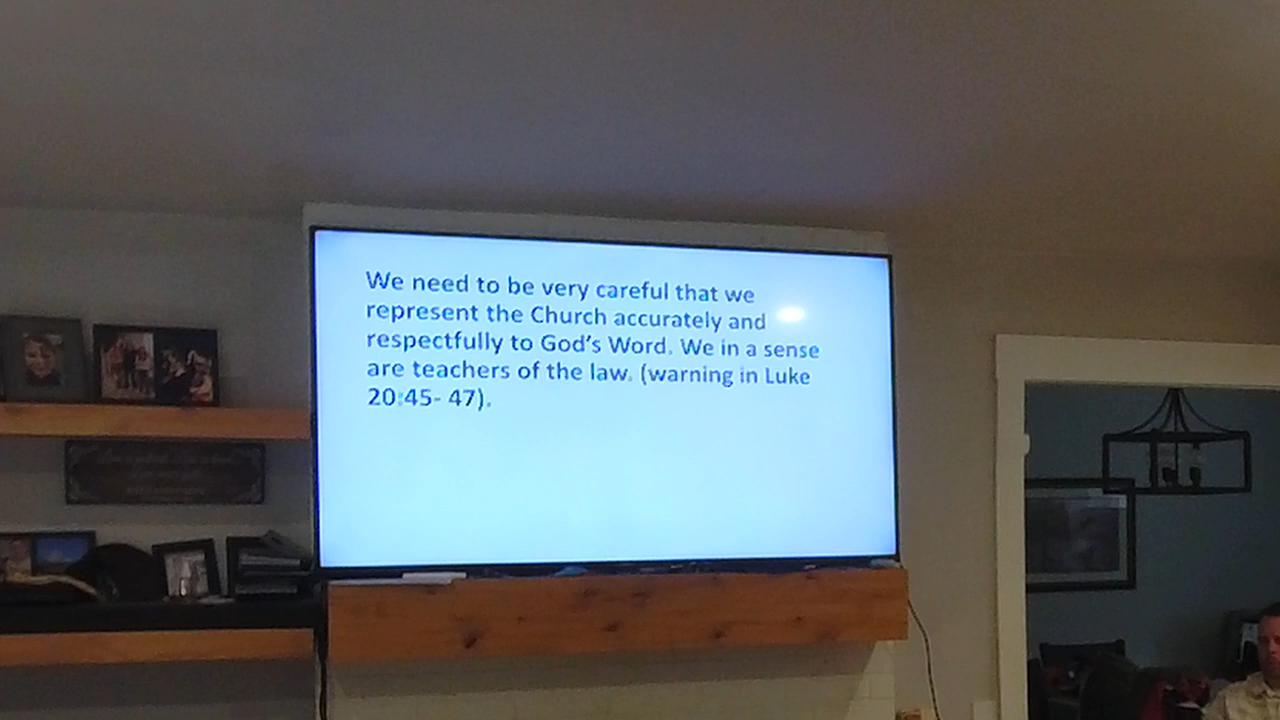 We need to be very careful that we
represent the Church accurately and
respectfully to God's Word. We in a sense
are teachers of the law. (warning in Luke
20:45- 47).